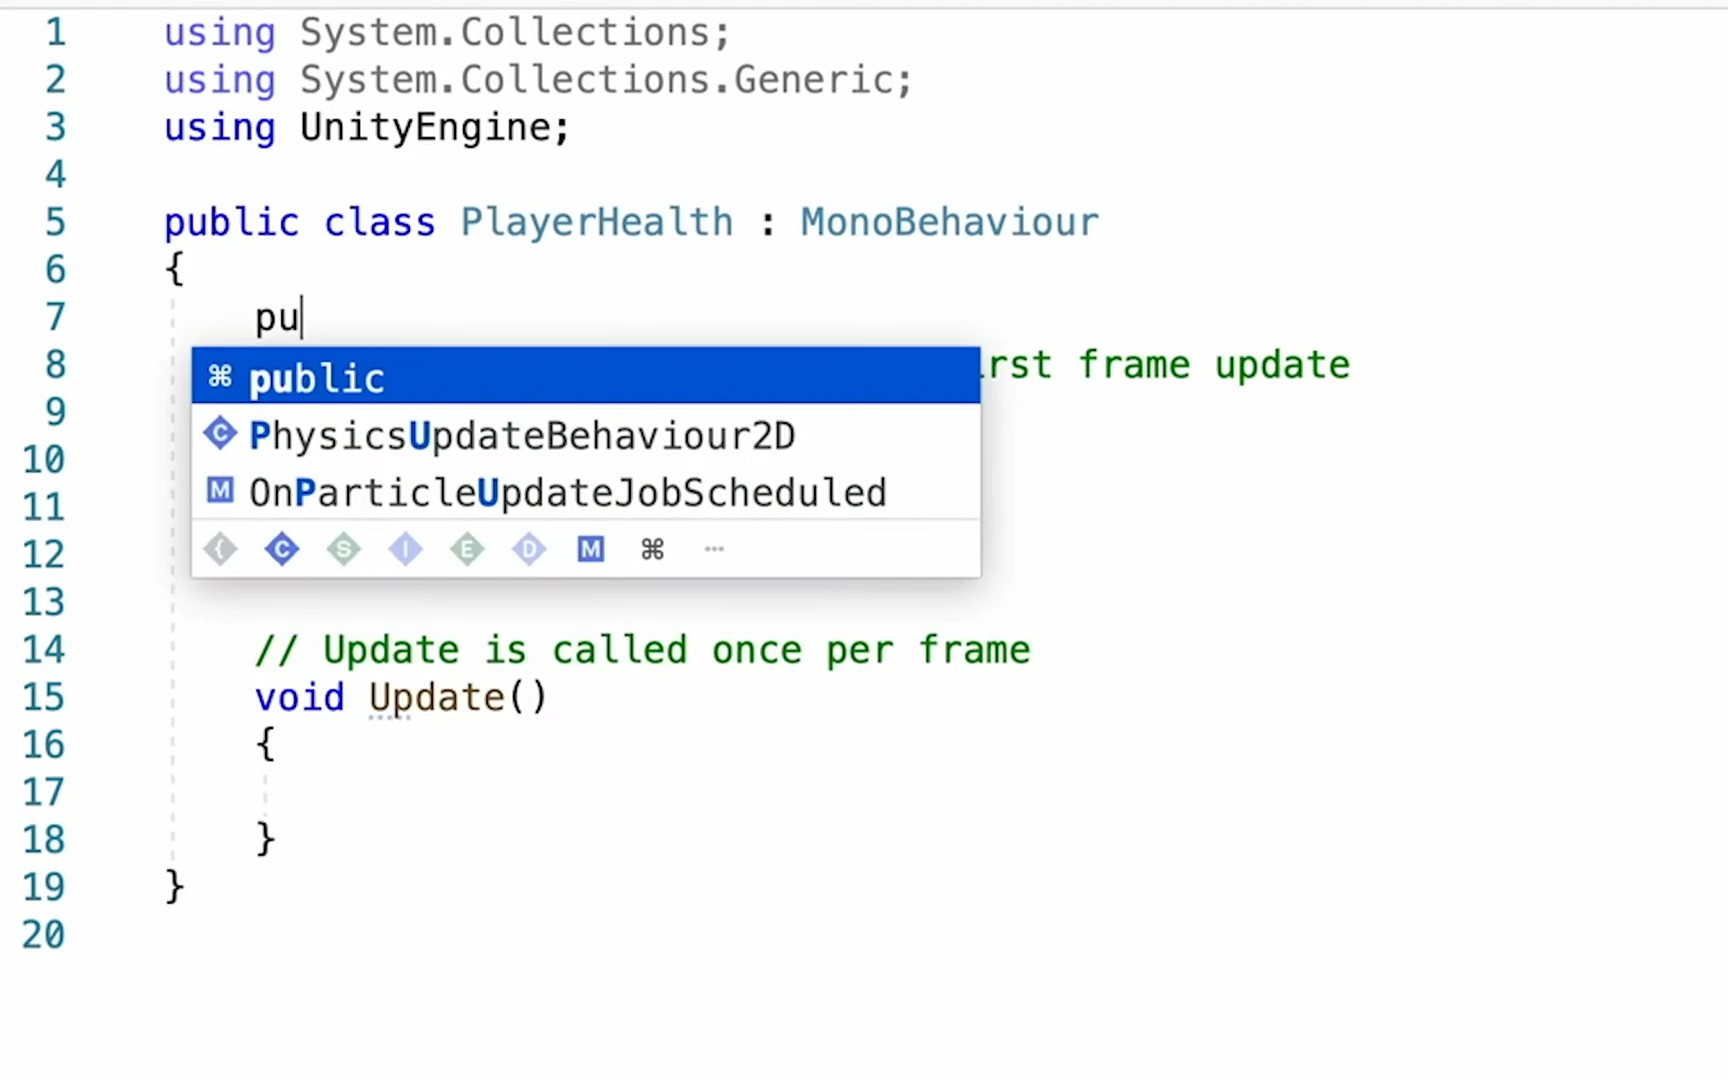 1 using System.Collections;
2 using System.Collections.Generic;
3 using UnityEngine;
4
5 public class PlayerHealth : MonoBehaviour
6 {
7 pu
public
8 frame update
9
PhysicsUpdateBehaviour2D
10
OnParticleUpdateJobScheduled
11
{ C S I E D M ⌘ ...
12
13
14 // Update is called once per frame
15 void Update()
16 {
17
18 }
19 }
20